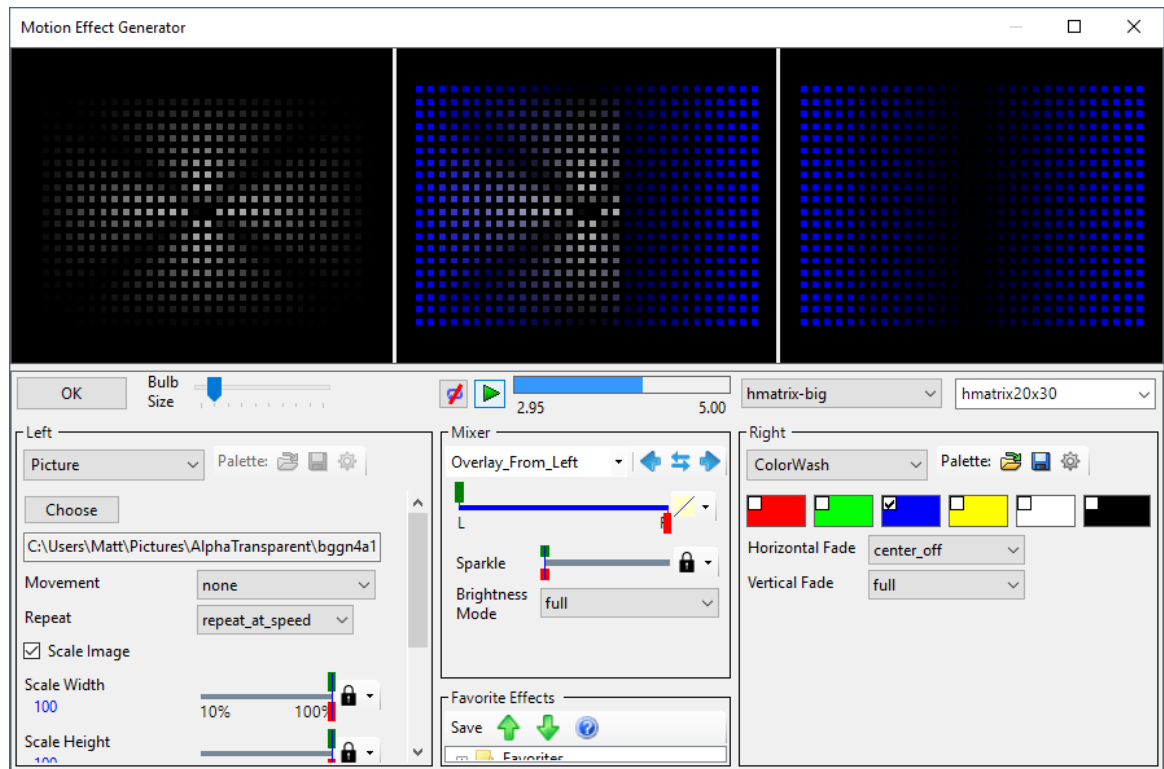 Motion Effect Generator
OK
Bulb
Size
2.95
5.00
hmatrix-big
hmatrix20x30
Left
Picture
Palette:
Choose
C:\Users\Matt\Pictures\AlphaTransparent\bggn4a1
Movement
none
Repeat
repeat_at_speed
Scale Image
Scale Width
100
10%
100%
Scale Height
100
Mixer
Overlay_From_Left
L
Sparkle
Brightness
Mode
full
Favorite Effects
Save
Favorites
Right
ColorWash
Palette:
Horizontal Fade
center_off
Vertical Fade
full